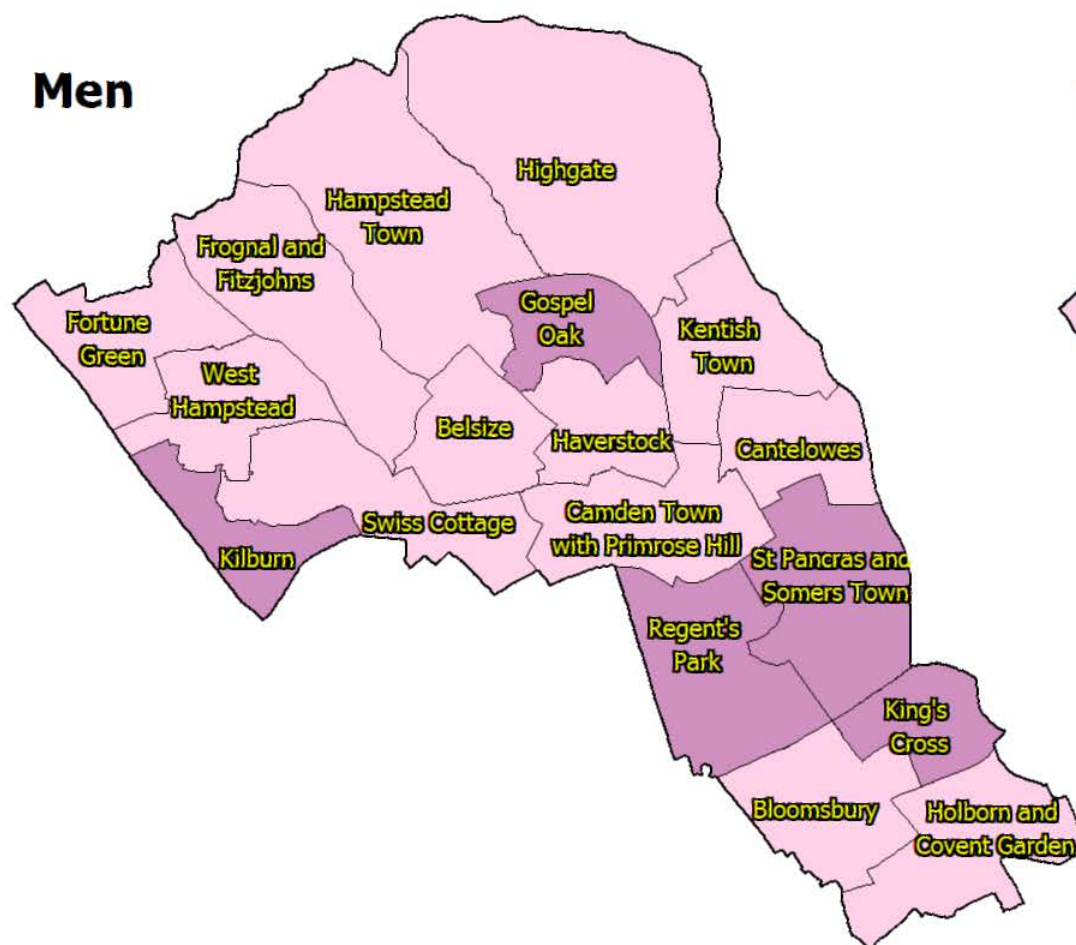 Men
Highgate
Hampstead
Town
Frognal and
Fitzjohns
Gospel
Oak
Fortune
Green
Kentish
Town
West
Hampstead
Belsize
Haverstock
Cantelowes
Swiss Cottage
Camden Town
with Primrose Hill
Kilburn
St Pancras and
Somers Town
Regent's
Park
King's
Cross
Bloomsbury
Holborn and
Covent Garden